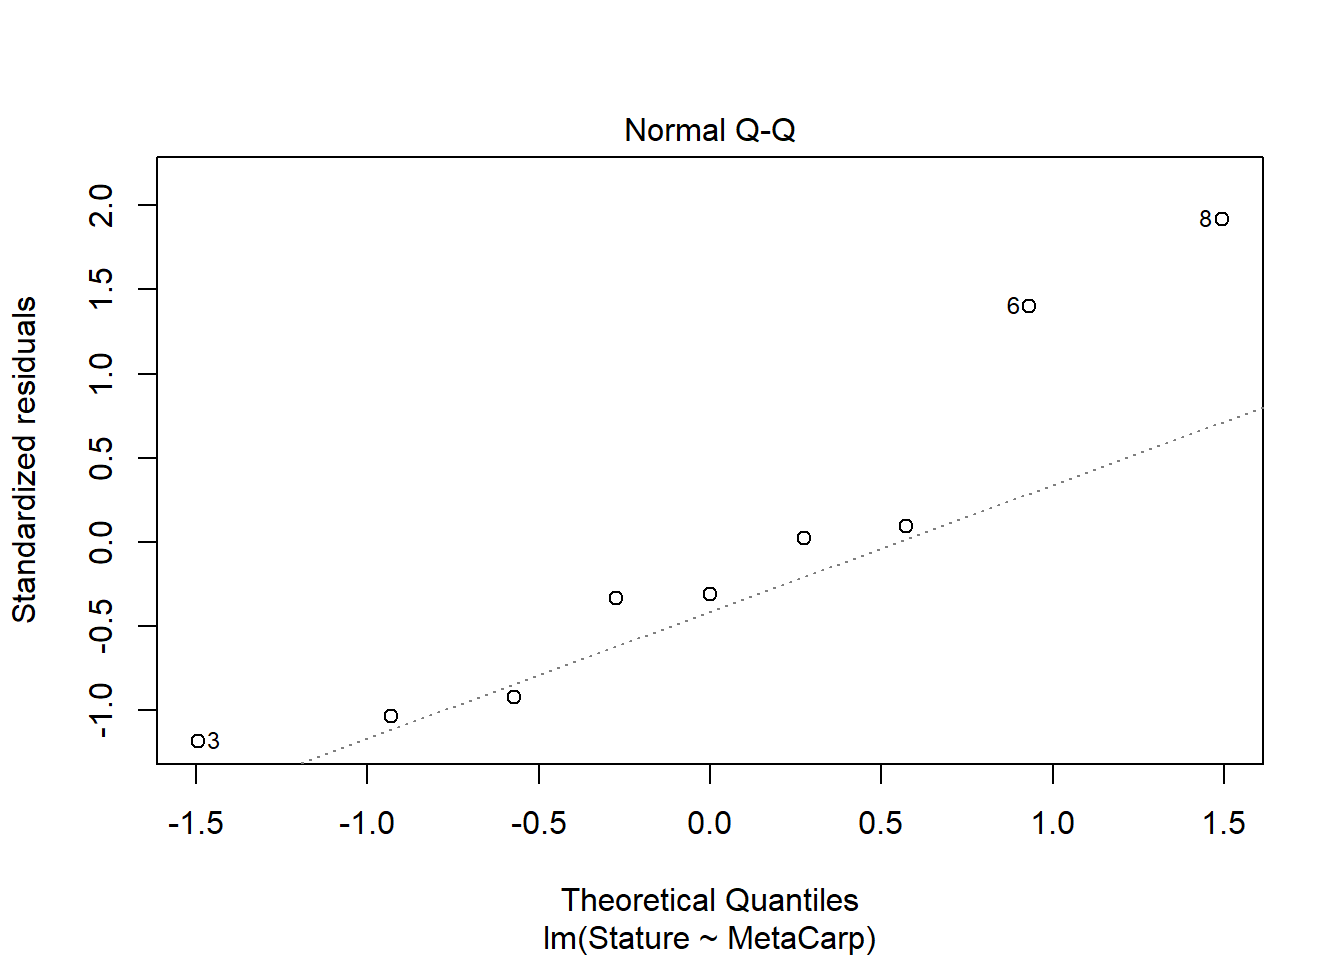 Normal Q-Q
Standardized residuals
2.0
1.5
1.0
0.5
0.0
-0.5
-1.0
8
6
3
-1.5 -1.0 -0.5 0.0 0.5 1.0 1.5
Theoretical Quantiles
lm(Stature ~ MetaCarp)